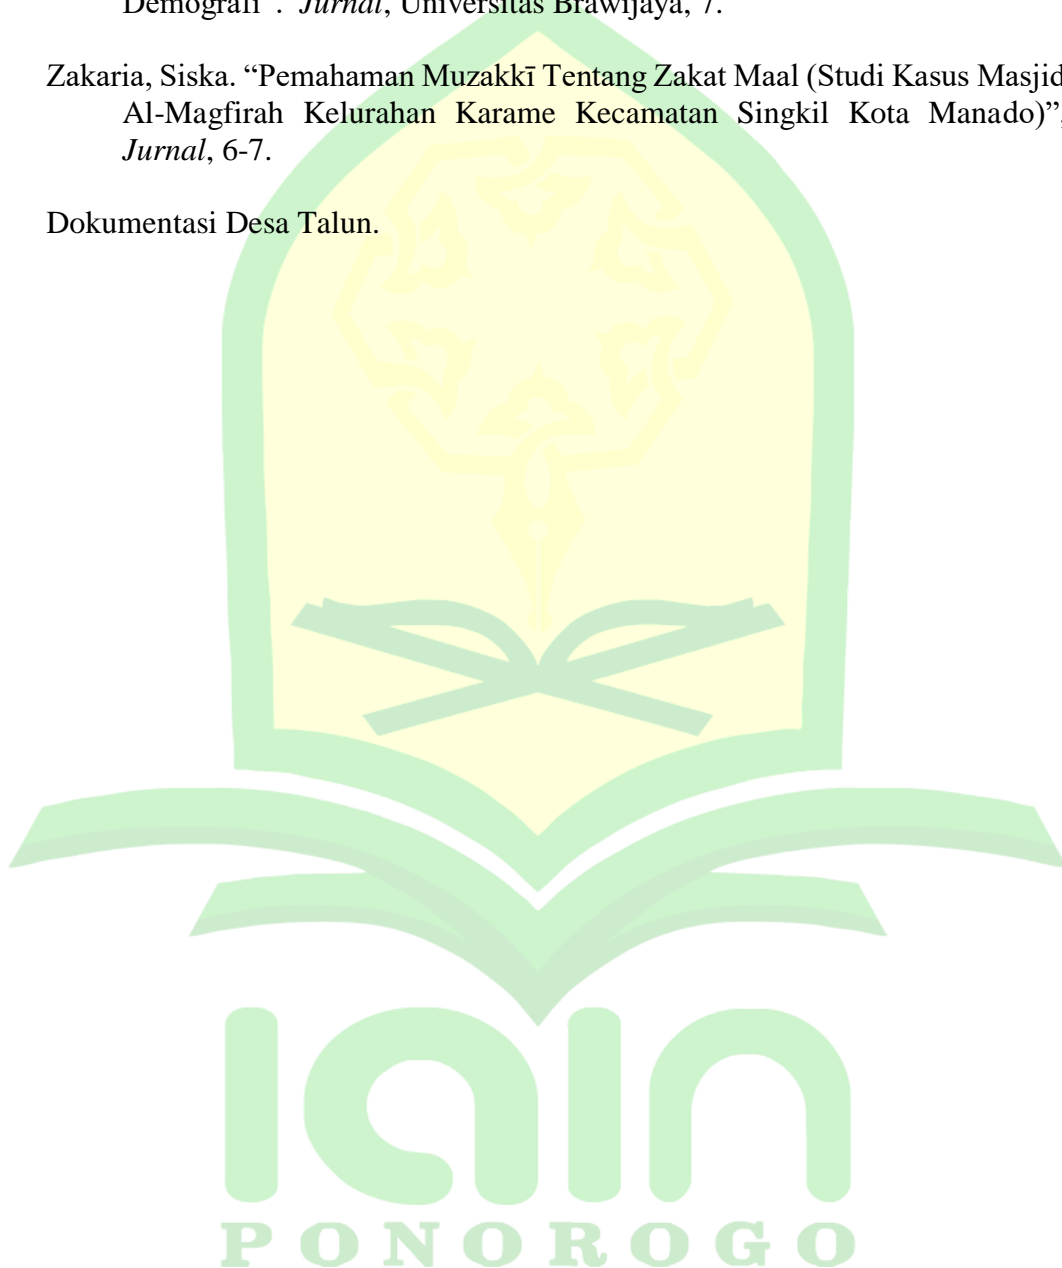 Demografi”. Jurnal, Universitas Brawijaya, 7.
Zakaria, Siska. “Pemahaman Muzakkī Tentang Zakat Maal (Studi Kasus Masjid
Al-Magfirah Kelurahan Karame Kecamatan Singkil Kota Manado)”,
Jurnal, 6-7.
Dokumentasi Desa Talun.
IAIN
PONOROGO